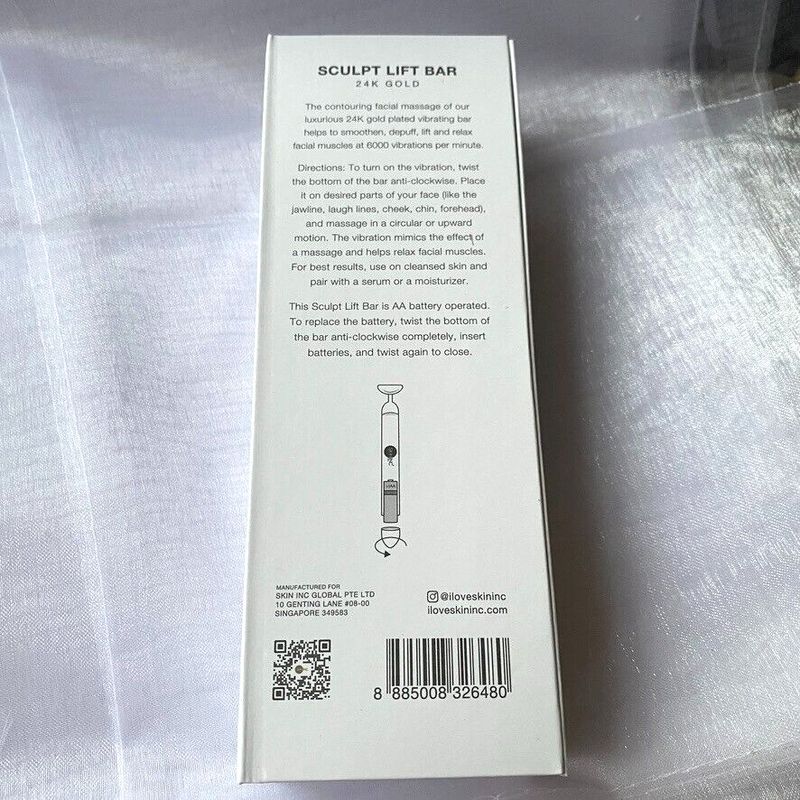 SCULPT LIFT BAR
24K GOLD
The contouring facial massage of our
luxurious 24K gold plated vibrating bar
helps to smoothen, depuff, lift and relax
facial muscles at 6000 vibrations per minute.
Directions: To turn on the vibration, twist
the bottom of the bar anti-clockwise. Place
it on desired parts of your face (like the
jawline, laugh lines, cheek, chin, forehead),
and massage in a circular or upward
motion. The vibration mimics the effect of
a massage and helps relax facial muscles.
For best results, use on cleansed skin and
pair with a serum or a moisturizer.
This Sculpt Lift Bar is AA battery operated.
To replace the battery, twist the bottom of
the bar anti-clockwise completely, insert
batteries, and twist again to close.
MANUFACTURED FOR
SKIN INC GLOBAL PTE LTD
10 GENTING LANE #08-00
SINGAPORE 349583
@iloveskininc
iloveskininc.com
8 885008 326480